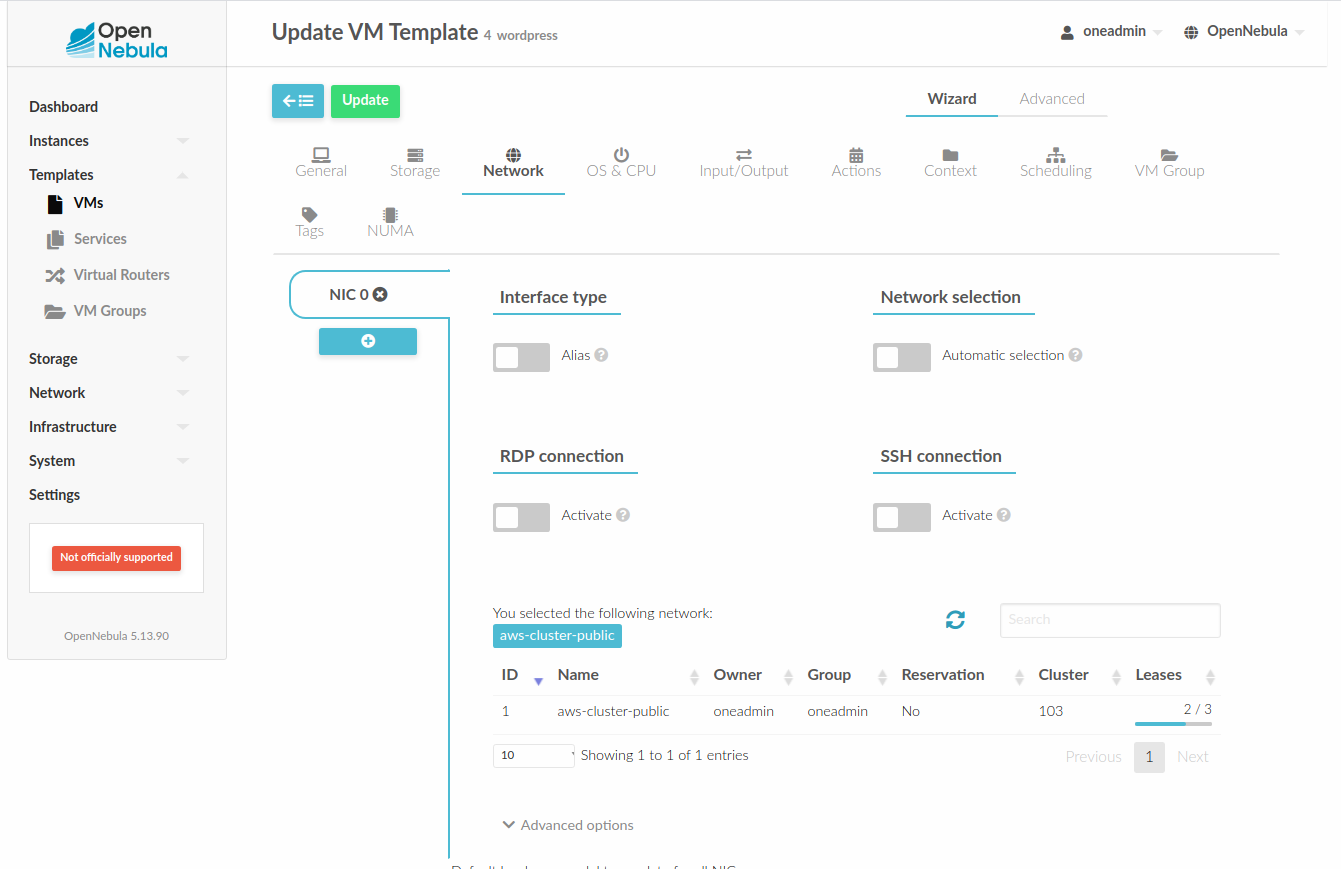 Open
Nebula
Update VM Template 4 wordpress
oneadmin
OpenNebula
Dashboard
Instances
Templates
VMs
Services
Virtual Routers
VM Groups
Storage
Network
Infrastructure
System
Settings
Not officially supported
OpenNebula 5.13.90
Update
Wizard
Advanced
General
Storage
Network
OS & CPU
Input/Output
Actions
Context
Scheduling
VM Group
Tags
NUMA
NIC 0
Interface type
Network selection
Alias
Automatic selection
RDP connection
SSH connection
Activate
Activate
You selected the following network:
aws-cluster-public
Search
ID Name Owner Group Reservation Cluster Leases
1 aws-cluster-public oneadmin oneadmin No 103 2 / 3
10 Showing 1 to 1 of 1 entries
Previous 1 Next
Advanced options